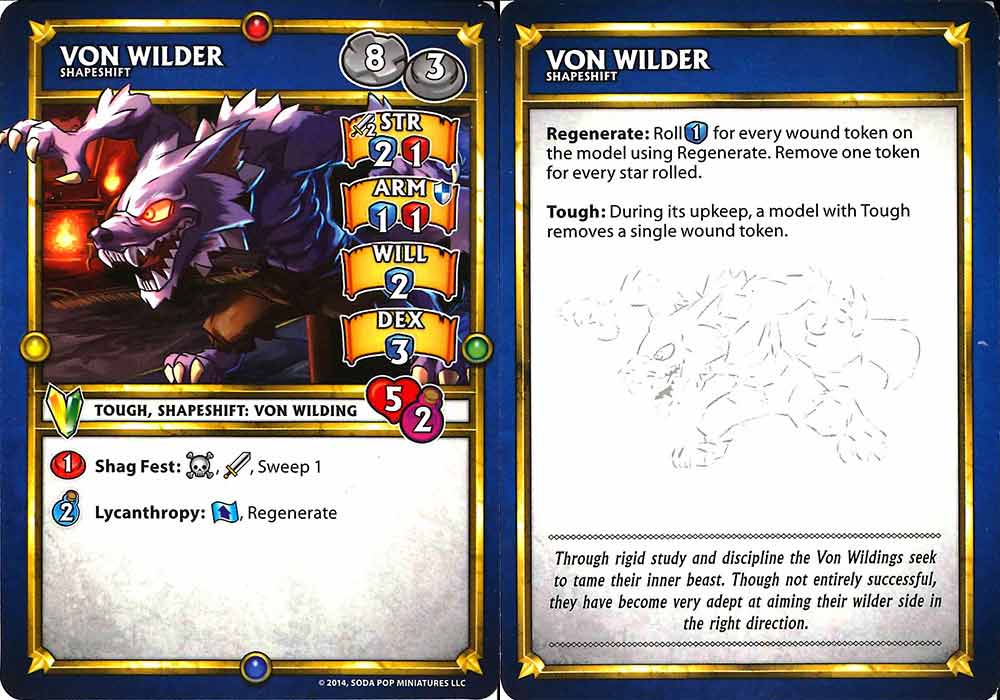 VON WILDER
SHAPESHIFT
8
3
2 STR
2 1
ARM
1 1
WILL
2
DEX
3
TOUGH, SHAPESHIFT: VON WILDING
5
2
1 Shag Fest: , , Sweep 1
2 Lycanthropy: , Regenerate
© 2014, SODA POP MINIATURES LLC
VON WILDER
SHAPESHIFT
Regenerate: Roll 1 for every wound token on
the model using Regenerate. Remove one token
for every star rolled.
Tough: During its upkeep, a model with Tough
removes a single wound token.
Through rigid study and discipline the Von Wildings seek
to tame their inner beast. Though not entirely successful,
they have become very adept at aiming their wilder side in
the right direction.